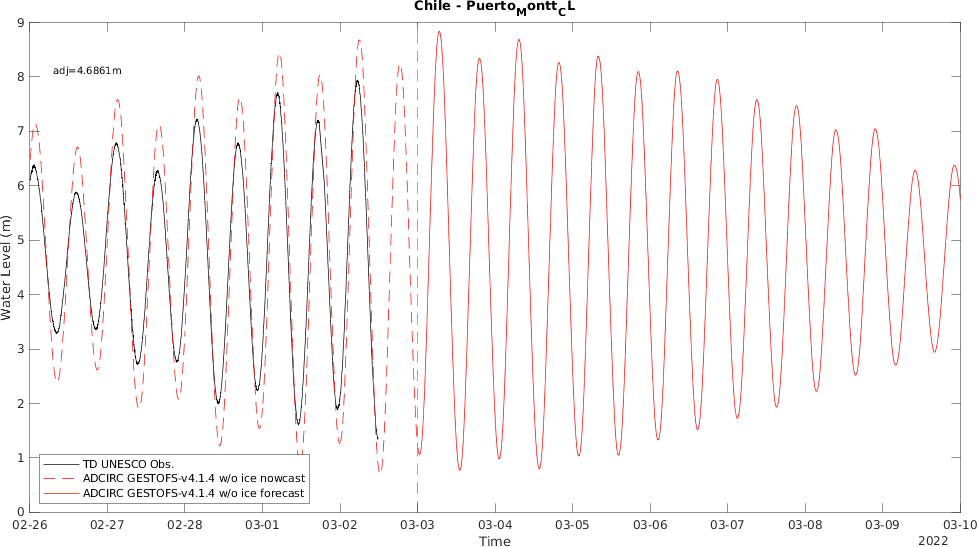 Chile - Puerto_Montt_CL
9
8
7
6
5
4
3
2
1
0
Water Level (m)
adj=4.6861m
TD UNESCO Obs.
ADCIRC GESTOFS-v4.1.4 w/o ice nowcast
ADCIRC GESTOFS-v4.1.4 w/o ice forecast
02-26 02-27 02-28 03-01 03-02 03-03 03-04 03-05 03-06 03-07 03-08 03-09 03-10
Time
2022